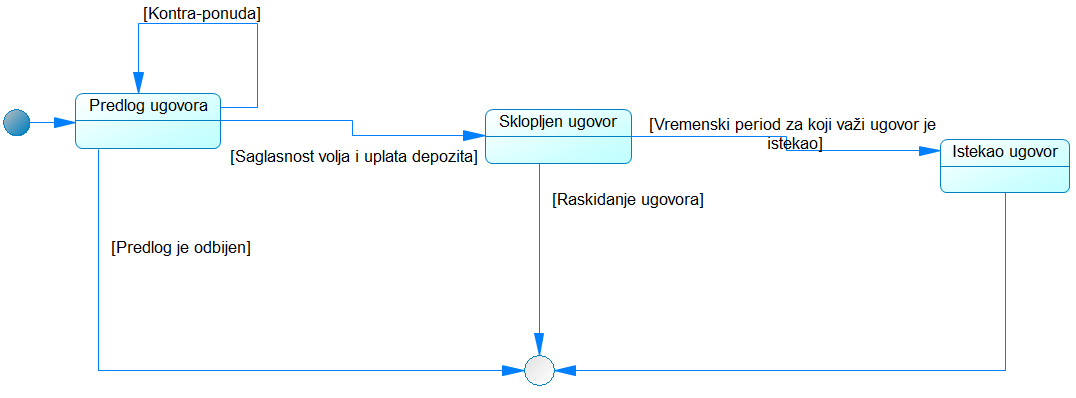 [Kontra-ponuda]
Predlog ugovora
Sklopljen ugovor
[Vremenski period za koji važi ugovor je
istekao]
Istekao ugovor
[Saglasnost volja i uplata depozita]
[Raskidanje ugovora]
[Predlog je odbijen]